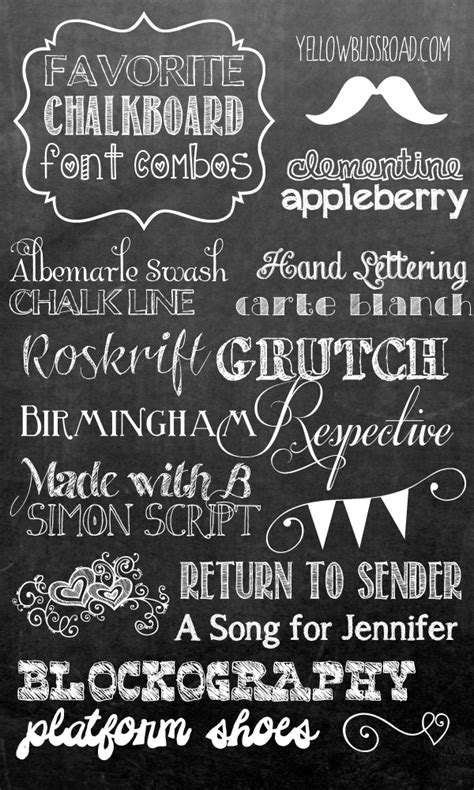 FAVORITE
CHALKBOARD
font combos
YELLOWBLISSROAD.COM
clementine
appleberry
Albemarle Swash
CHALK LINE
Hand Lettering
carte blanch
Roskrift GRUTCH
BIRMINGHAM Respective
Made with B
SIMON SCRIPT
RETURN TO SENDER
A Song for Jennifer
BLOCKOGRAPHY
platform shoes